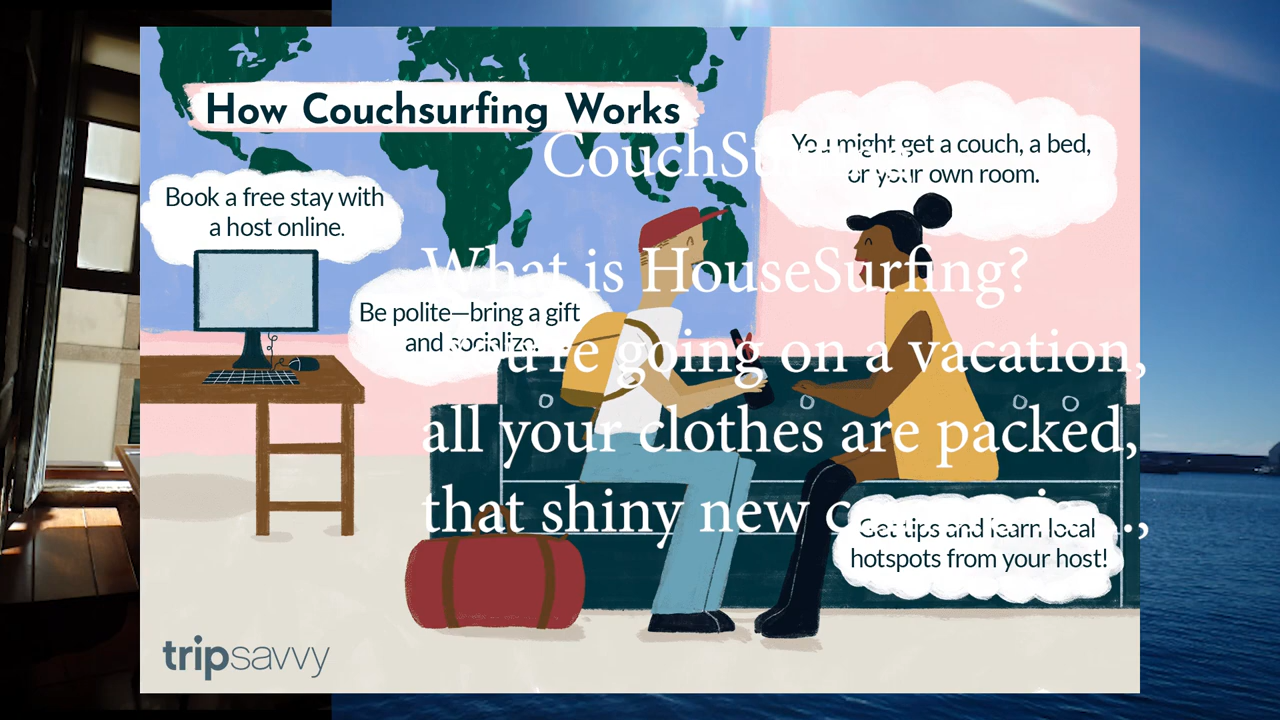 How Couchsurfing Works
You might get a couch, a bed,
or your own room.
Book a free stay with
a host online.
Be polite—bring a gift
and socialize.
Get tips and learn local
hotspots from your host!
tripsavvy
What is HouseSurfing?
going on a vacation,
all your clothes are packed,
that shiny new